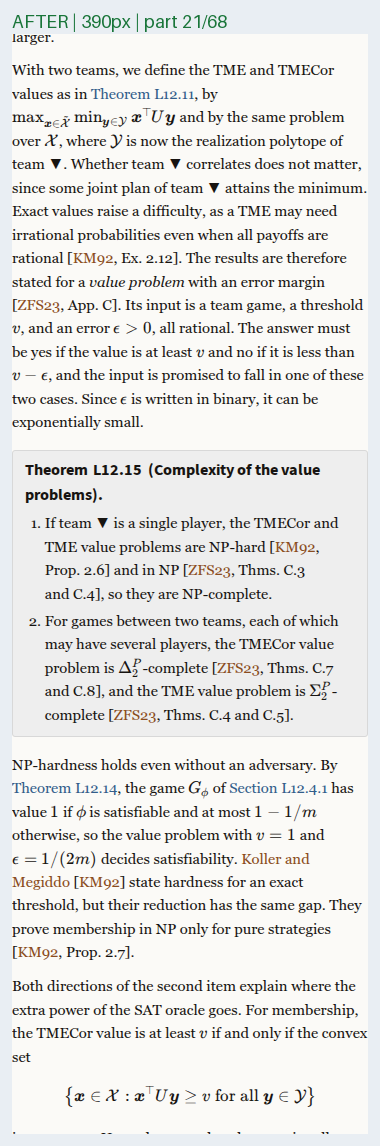 AFTER | 390px | part 21/68
larger.
With two teams, we define the TME and TMECor
values as in Theorem L12.11, by
max_{x∈X̃} min_{y∈𝒴} x^⊤Uy and by the same problem
over 𝒳, where 𝒴 is now the realization polytope of
team ▼. Whether team ▼ correlates does not matter,
since some joint plan of team ▼ attains the minimum.
Exact values raise a difficulty, as a TME may need
irrational probabilities even when all payoffs are
rational [KM92, Ex. 2.12]. The results are therefore
stated for a value problem with an error margin
[ZFS23, App. C]. Its input is a team game, a threshold
v, and an error ϵ > 0, all rational. The answer must
be yes if the value is at least v and no if it is less than
v − ϵ, and the input is promised to fall in one of these
two cases. Since ϵ is written in binary, it can be
exponentially small.
Theorem L12.15 (Complexity of the value
problems).
1. If team ▼ is a single player, the TMECor and
TME value problems are NP-hard [KM92,
Prop. 2.6] and in NP [ZFS23, Thms. C.3
and C.4], so they are NP-complete.
2. For games between two teams, each of which
may have several players, the TMECor value
problem is Δ₂^P-complete [ZFS23, Thms. C.7
and C.8], and the TME value problem is Σ₂^P-
complete [ZFS23, Thms. C.4 and C.5].
NP-hardness holds even without an adversary. By
Theorem L12.14, the game G_ϕ of Section L12.4.1 has
value 1 if ϕ is satisfiable and at most 1 − 1/m
otherwise, so the value problem with v = 1 and
ϵ = 1/(2m) decides satisfiability. Koller and
Megiddo [KM92] state hardness for an exact
threshold, but their reduction has the same gap. They
prove membership in NP only for pure strategies
[KM92, Prop. 2.7].
Both directions of the second item explain where the
extra power of the SAT oracle goes. For membership,
the TMECor value is at least v if and only if the convex
set
{x ∈ 𝒳 : x^⊤Uy ≥ v for all y ∈ 𝒴}